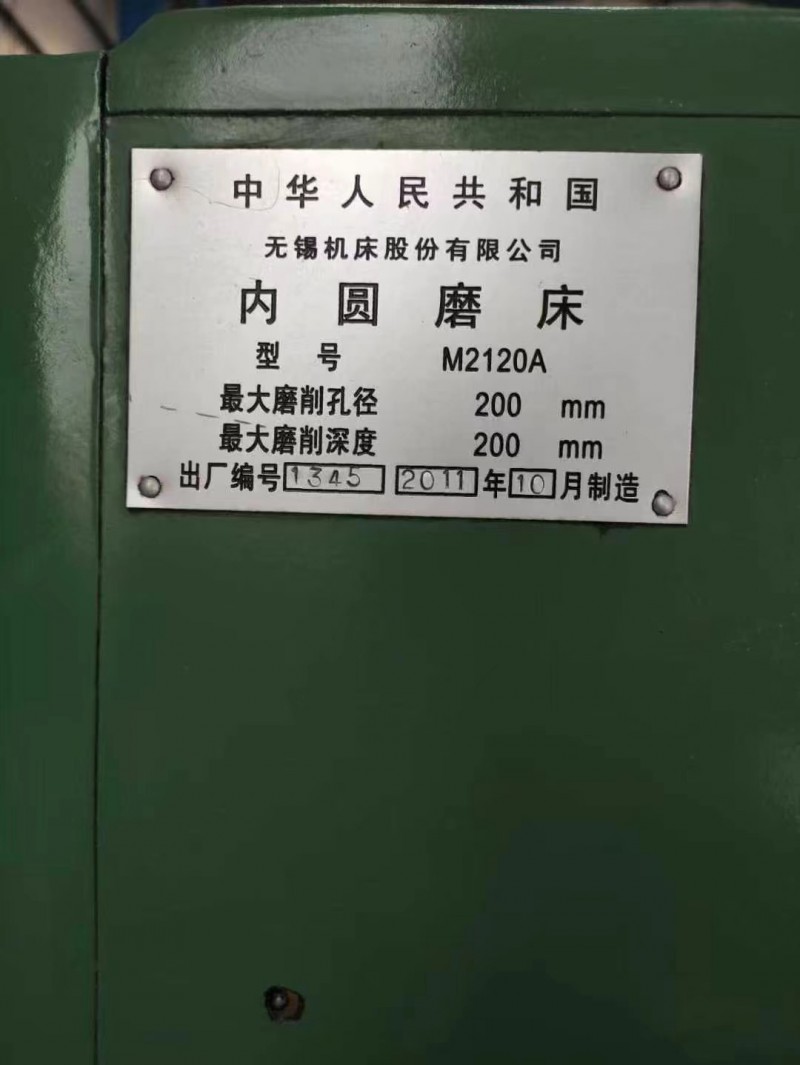 中华人民共和国
无锡机床股份有限公司
内圆磨床
型号 M2120A
最大磨削孔径 200 mm
最大磨削深度 200 mm
出厂编号 1345 2011 年 10 月制造